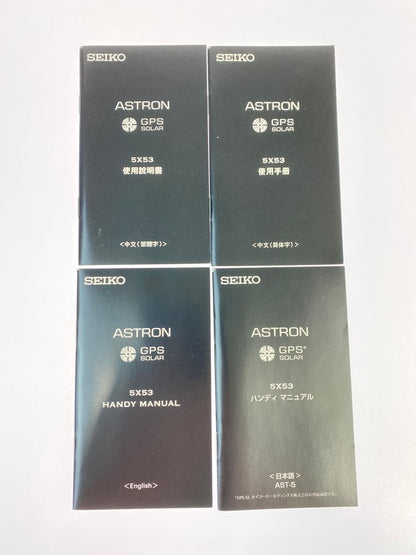 SEIKO
ASTRON
GPS
SOLAR
5X53
使用說明書
<中文(繁體字)>
SEIKO
ASTRON
GPS
SOLAR
5X53
使用手册
<中文(简体字)>
SEIKO
ASTRON
GPS
SOLAR
5X53
HANDY MANUAL
<English>
SEIKO
ASTRON
GPS*
SOLAR
5X53
ハンディ マニュアル
<日本語>
AST-5